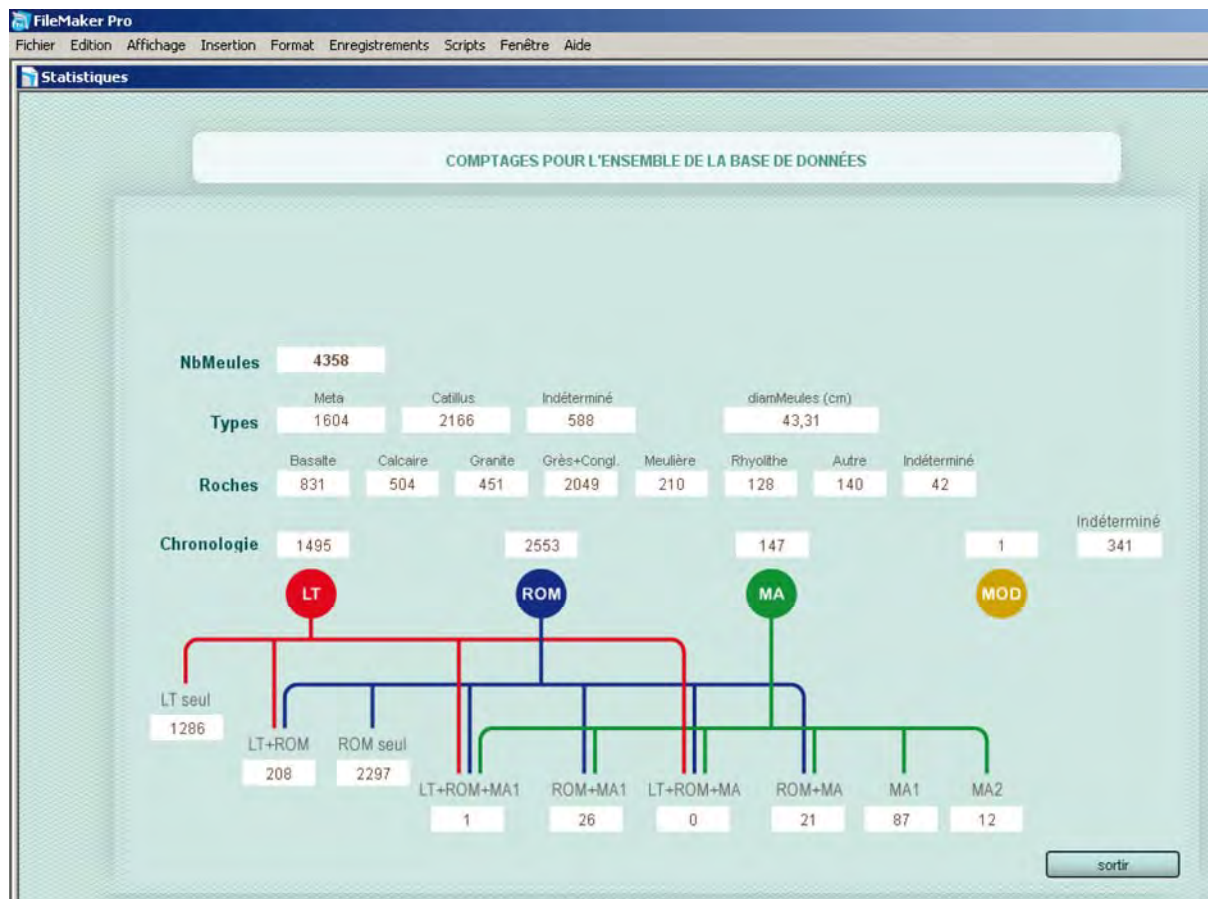 FileMaker Pro
Fichier Edition Affichage Insertion Format Enregistrements Scripts Fenêtre Aide
Statistiques
COMPTAGES POUR L'ENSEMBLE DE LA BASE DE DONNÉES
NbMeules 4358
Meta Catillus Indéterminé diamMeules (cm)
Types 1604 2166 588 43,31
Basalte Calcaire Granite Grès+Congl. Meulière Rhyolithe Autre Indéterminé
Roches 831 504 451 2049 210 128 140 42
Indéterminé
Chronologie 1495 2553 147 1 341
LT ROM MA MOD
LT seul
1286
LT+ROM ROM seul
208 2297
LT+ROM+MA1 ROM+MA1 LT+ROM+MA ROM+MA MA1 MA2
1 26 0 21 87 12
sortir